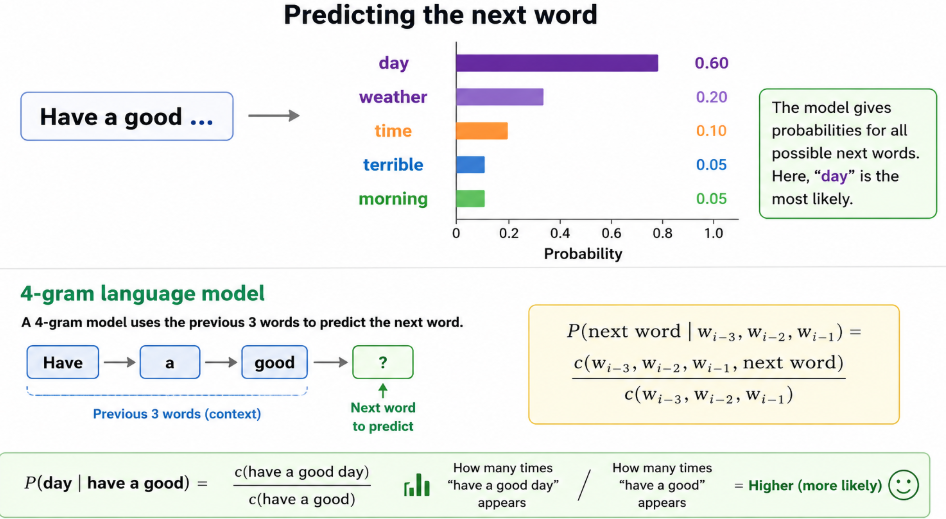 Predicting the next word
Have a good ...
day 0.60
weather 0.20
time 0.10
terrible 0.05
morning 0.05
0 0.2 0.4 0.6 0.8 1.0
Probability
The model gives
probabilities for all
possible next words.
Here, “day” is the
most likely.
4-gram language model
A 4-gram model uses the previous 3 words to predict the next word.
Have a good ?
Previous 3 words (context)
Next word
to predict
P(next word | w_{i−3}, w_{i−2}, w_{i−1}) =
c(w_{i−3}, w_{i−2}, w_{i−1}, next word)
c(w_{i−3}, w_{i−2}, w_{i−1})
P(day | have a good) =
c(have a good day)
c(have a good)
How many times
“have a good day”
appears
/
How many times
“have a good”
appears
= Higher (more likely)